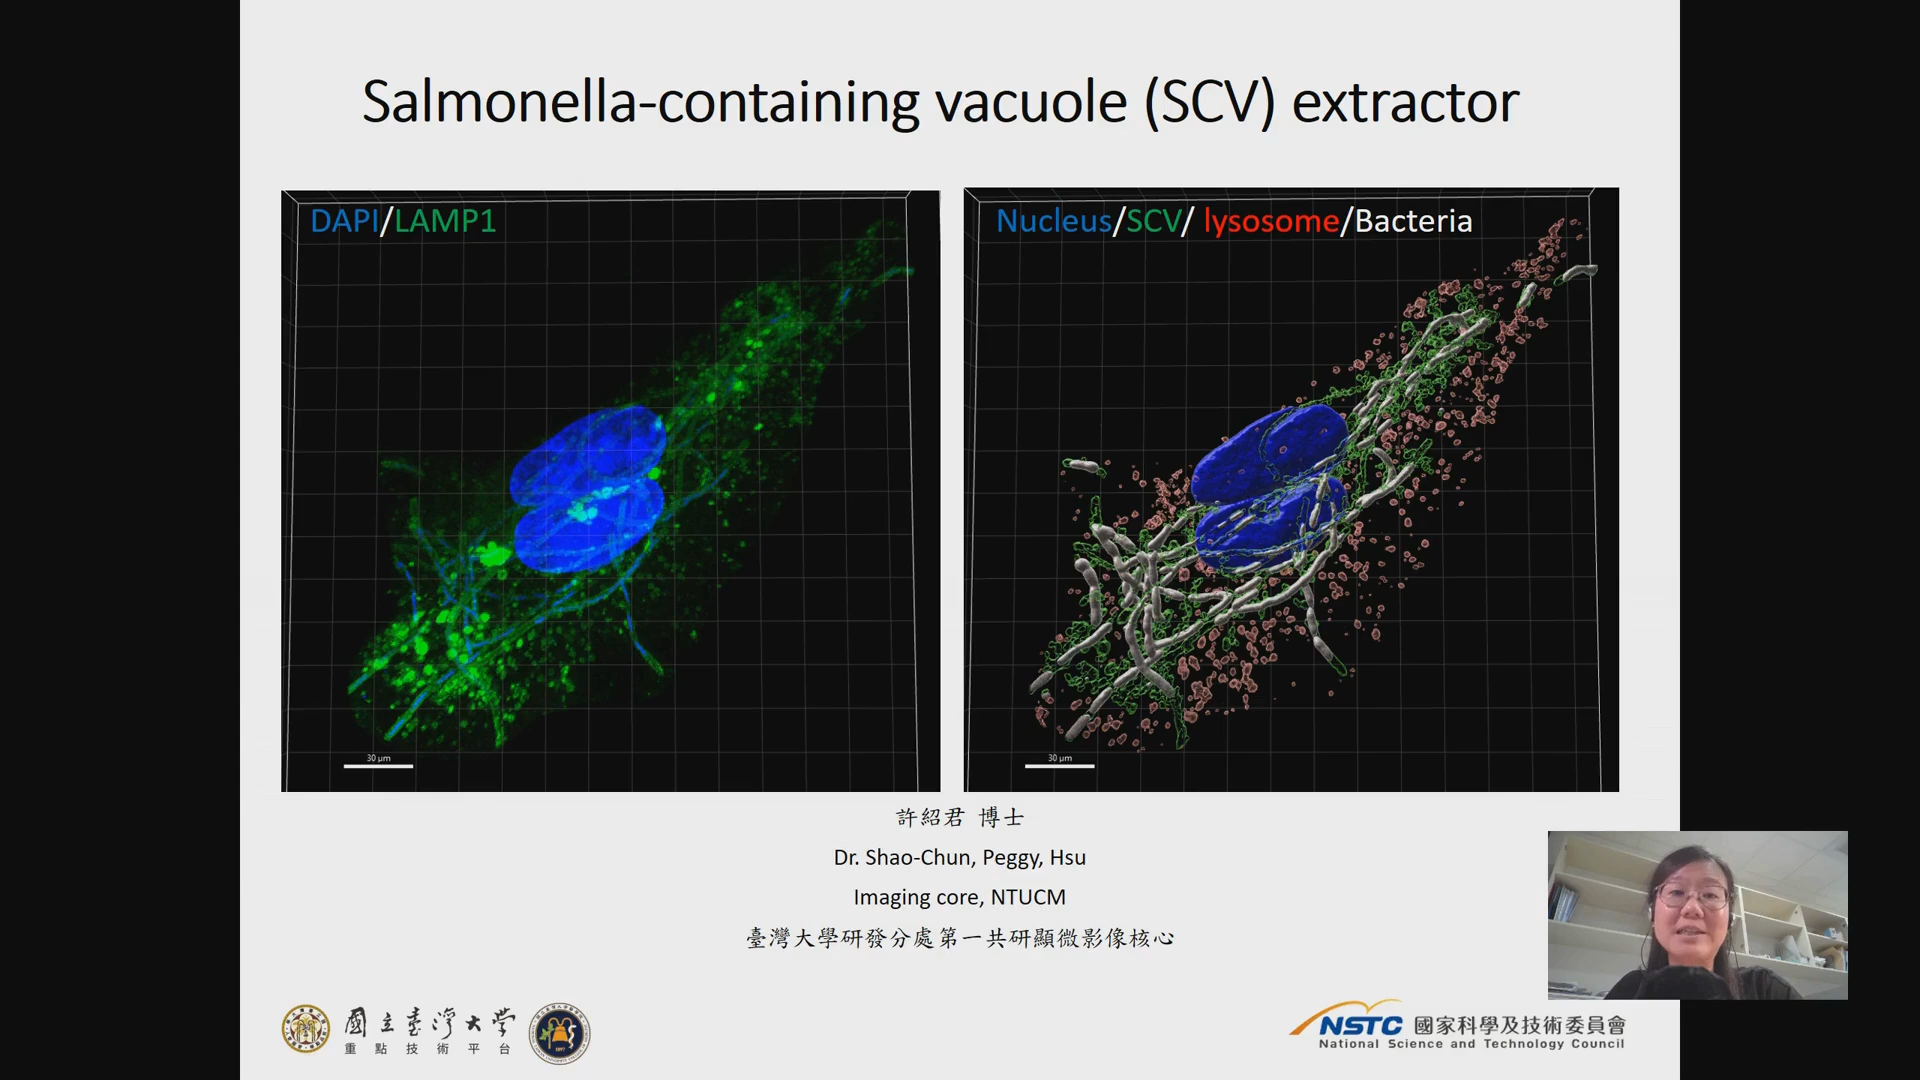 Salmonella-containing vacuole (SCV) extractor
DAPI/LAMP1
Nucleus/SCV/ lysosome/Bacteria
30 μm
30 μm
許紹君 博士
Dr. Shao-Chun, Peggy, Hsu
Imaging core, NTUCM
臺灣大學研發分處第一共研顯微影像核心
國立臺灣大學
重點技術平台
NSTC 國家科學及技術委員會
National Science and Technology Council